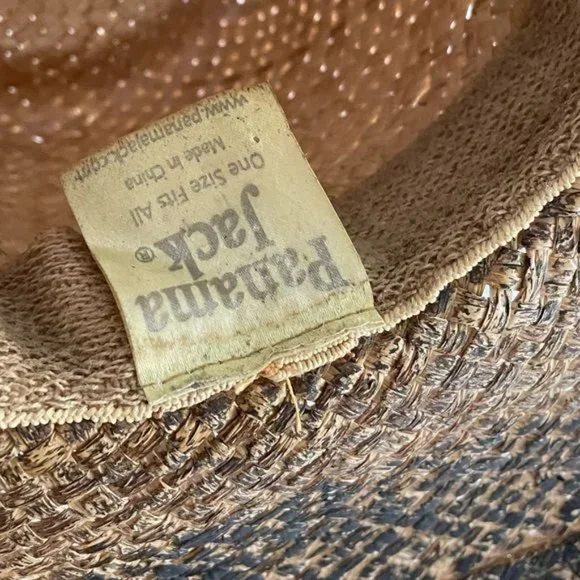 Panama
Jack®
One Size Fits All
Made in China
www.panamajack.com